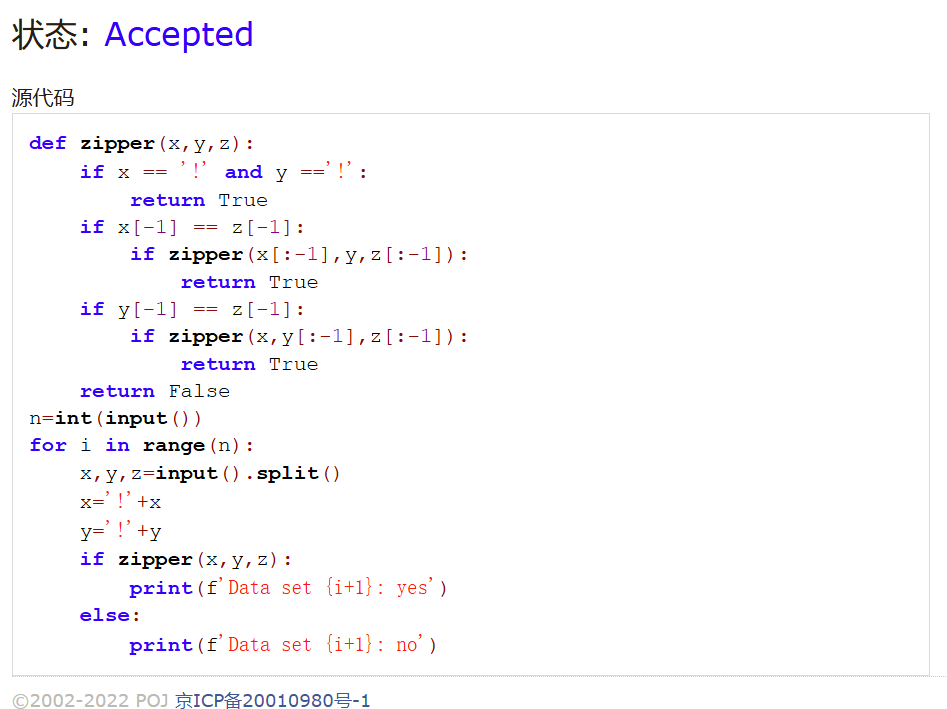 状态: Accepted
源代码
def zipper(x,y,z):
    if x == '!' and y =='!':
        return True
    if x[-1] == z[-1]:
        if zipper(x[:-1],y,z[:-1]):
            return True
    if y[-1] == z[-1]:
        if zipper(x,y[:-1],z[:-1]):
            return True
    return False
n=int(input())
for i in range(n):
    x,y,z=input().split()
    x='!'+x
    y='!'+y
    if zipper(x,y,z):
        print(f'Data set {i+1}: yes')
    else:
        print(f'Data set {i+1}: no')
©2002-2022 POJ 京ICP备20010980号-1